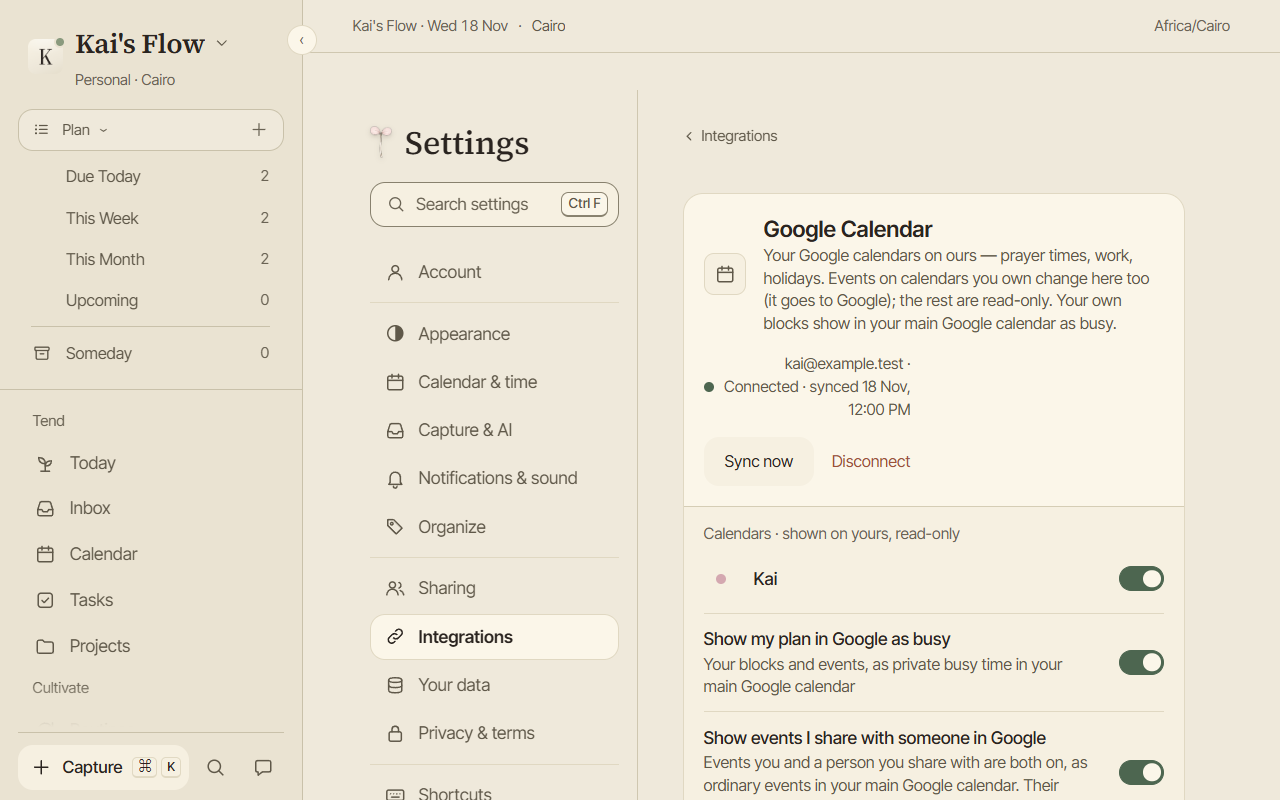 K
Kai's Flow
Personal · Cairo
Plan
Due Today 2
This Week 2
This Month 2
Upcoming 0
Someday 0
Tend
Today
Inbox
Calendar
Tasks
Projects
Cultivate
Capture ⌘ K
Kai's Flow · Wed 18 Nov · Cairo
Africa/Cairo
Settings
Search settings Ctrl F
Account
Appearance
Calendar & time
Capture & AI
Notifications & sound
Organize
Sharing
Integrations
Your data
Privacy & terms
Shortcuts
Integrations
Google Calendar
Your Google calendars on ours — prayer times, work,
holidays. Events on calendars you own change here too
(it goes to Google); the rest are read-only. Your own
blocks show in your main Google calendar as busy.
kai@example.test ·
Connected · synced 18 Nov,
12:00 PM
Sync now Disconnect
Calendars · shown on yours, read-only
Kai
Show my plan in Google as busy
Your blocks and events, as private busy time in your
main Google calendar
Show events I share with someone in Google
Events you and a person you share with are both on, as
ordinary events in your main Google calendar. Their